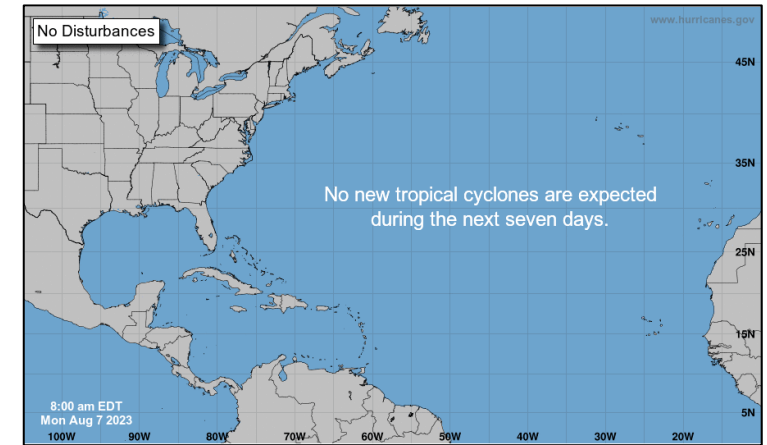 No Disturbances
www.hurricanes.gov
45N
35N
No new tropical cyclones are expected
during the next seven days.
25N
15N
8:00 am EDT
Mon Aug 7 2023
5N
100W 90W 80W 70W 60W 50W 40W 30W 20W